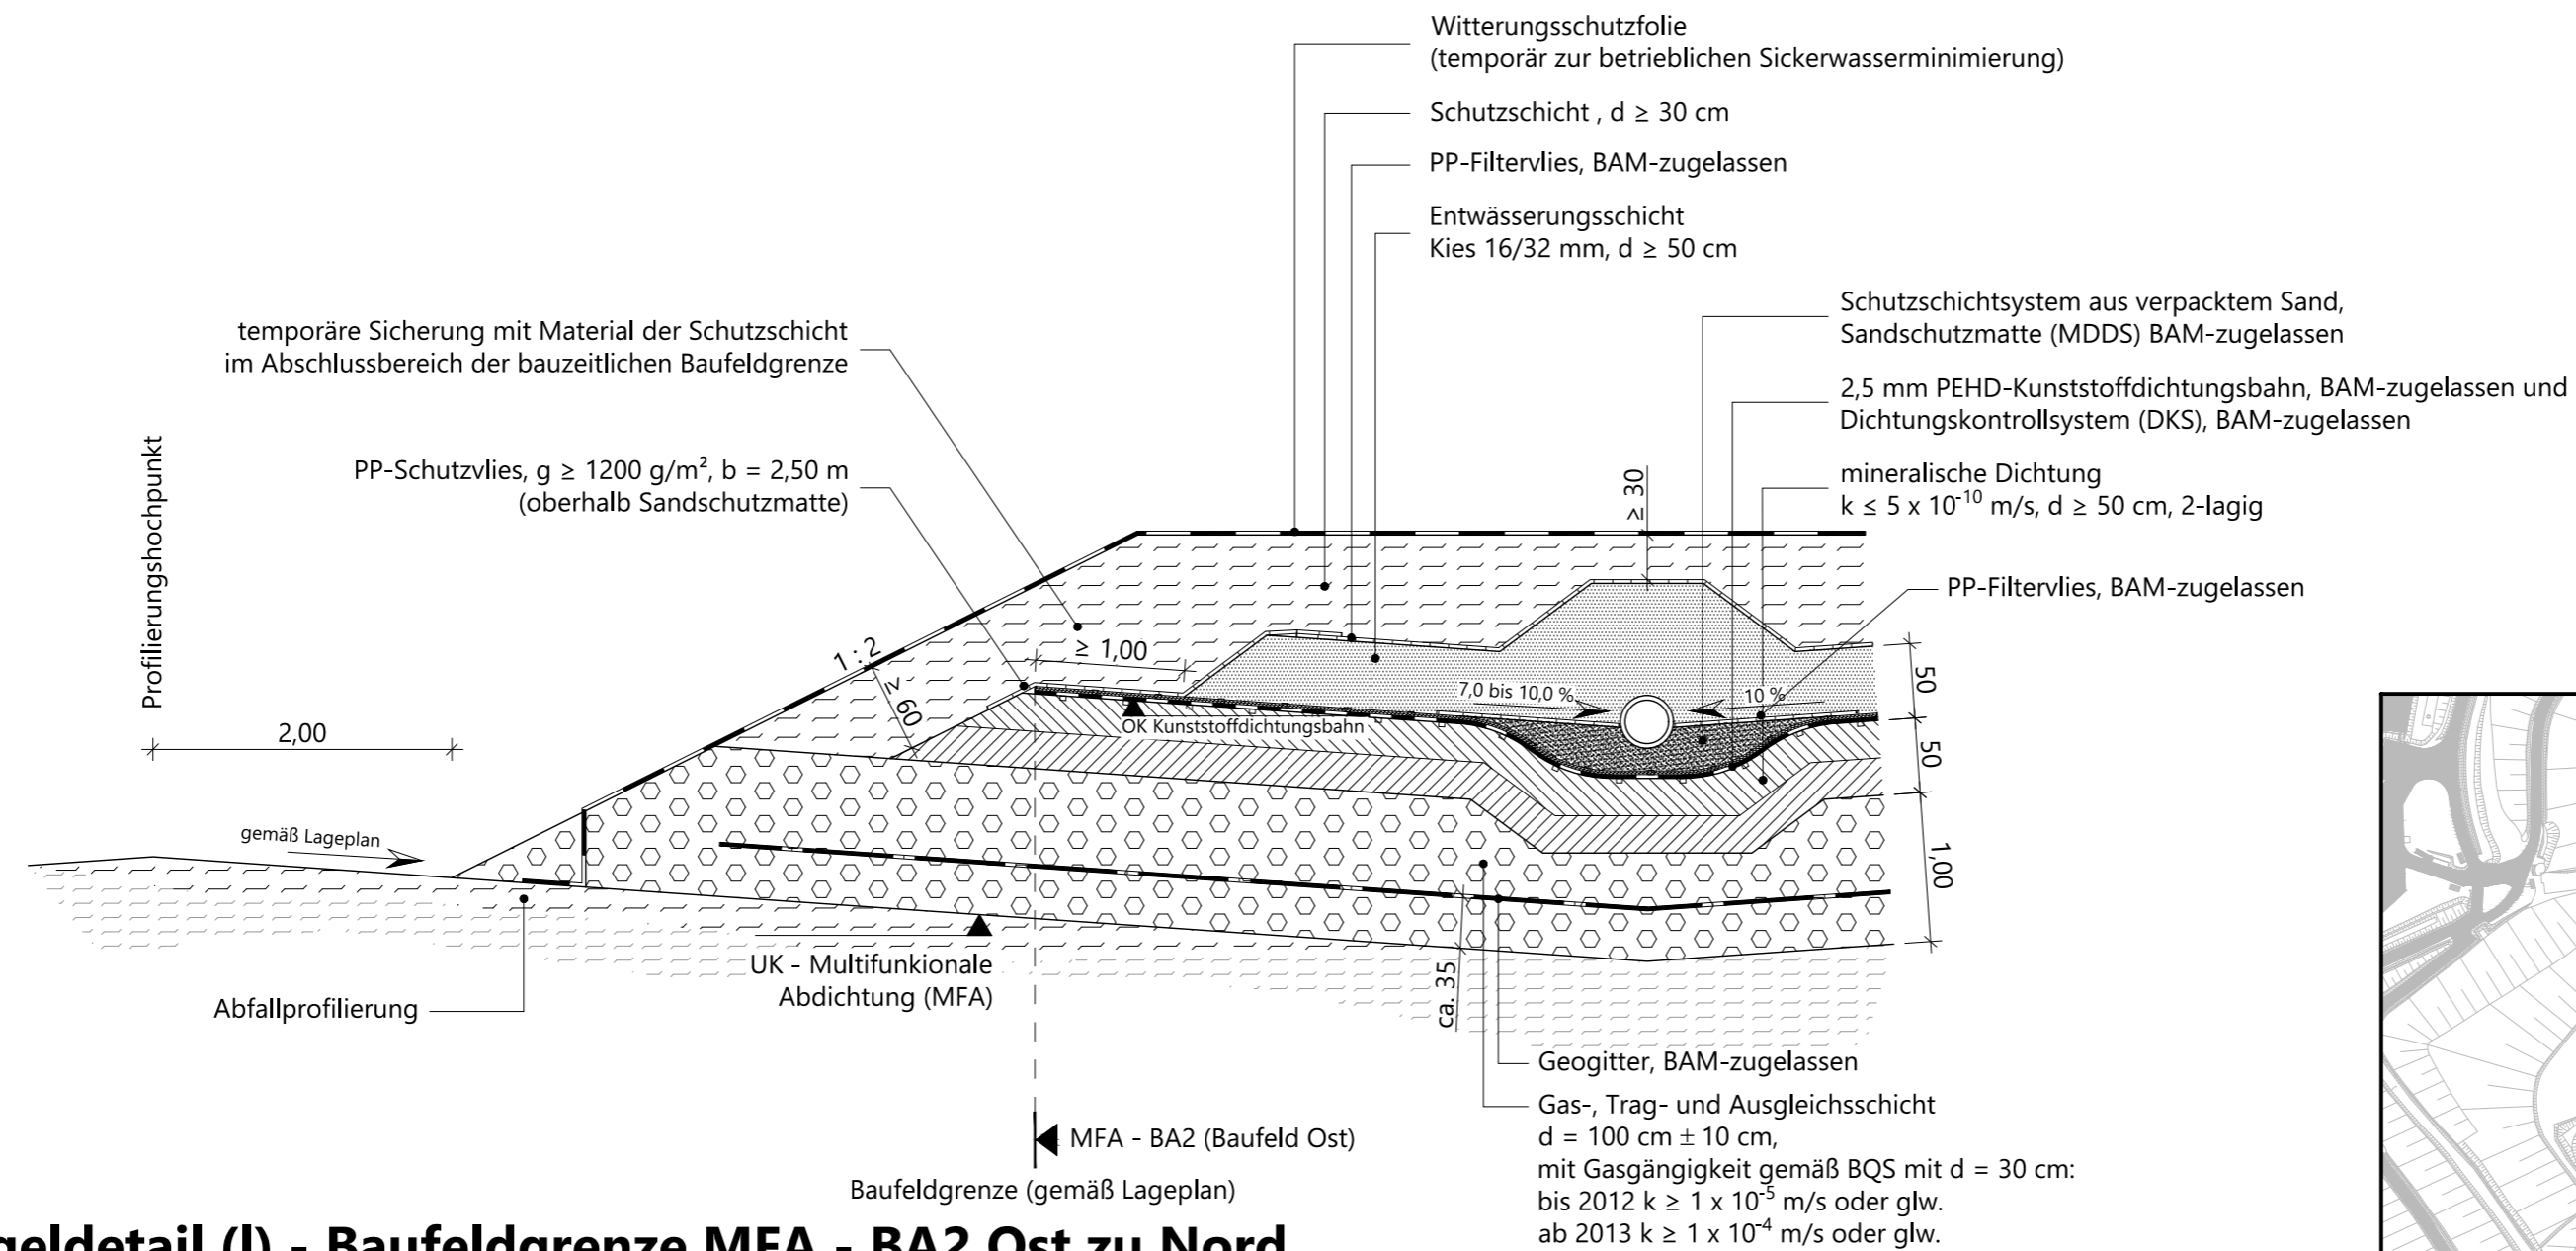 Witterungsschutzfolie
(temporär zur betrieblichen Sickerwasserminimierung)
Schutzschicht , d ≥ 30 cm
PP-Filtervlies, BAM-zugelassen
Entwässerungsschicht
Kies 16/32 mm, d ≥ 50 cm
Schutzschichtsystem aus verpacktem Sand,
Sandschutzmatte (MDDS) BAM-zugelassen
2,5 mm PEHD-Kunststoffdichtungsbahn, BAM-zugelassen und
Dichtungskontrollsystem (DKS), BAM-zugelassen
mineralische Dichtung
k ≤ 5 x 10⁻¹⁰ m/s, d ≥ 50 cm, 2-lagig
PP-Filtervlies, BAM-zugelassen
temporäre Sicherung mit Material der Schutzschicht
im Abschlussbereich der bauzeitlichen Baufeldgrenze
PP-Schutzvlies, g ≥ 1200 g/m², b = 2,50 m
(oberhalb Sandschutzmatte)
Profilierungshochpunkt
2,00
gemäß Lageplan
1 : 2
≥ 60
≥ 1,00
≥ 30
7,0 bis 10,0 %
10 %
OK Kunststoffdichtungsbahn
50
50
1,00
ca. 35
UK - Multifunkionale
Abdichtung (MFA)
Abfallprofilierung
Geogitter, BAM-zugelassen
Gas-, Trag- und Ausgleichsschicht
d = 100 cm ± 10 cm,
mit Gasgängigkeit gemäß BQS mit d = 30 cm:
bis 2012 k ≥ 1 x 10⁻⁵ m/s oder glw.
ab 2013 k ≥ 1 x 10⁻⁴ m/s oder glw.
MFA - BA2 (Baufeld Ost)
Baufeldgrenze (gemäß Lageplan)
geldetail (l) - Baufeldgrenze MFA - BA2 Ost zu Nord